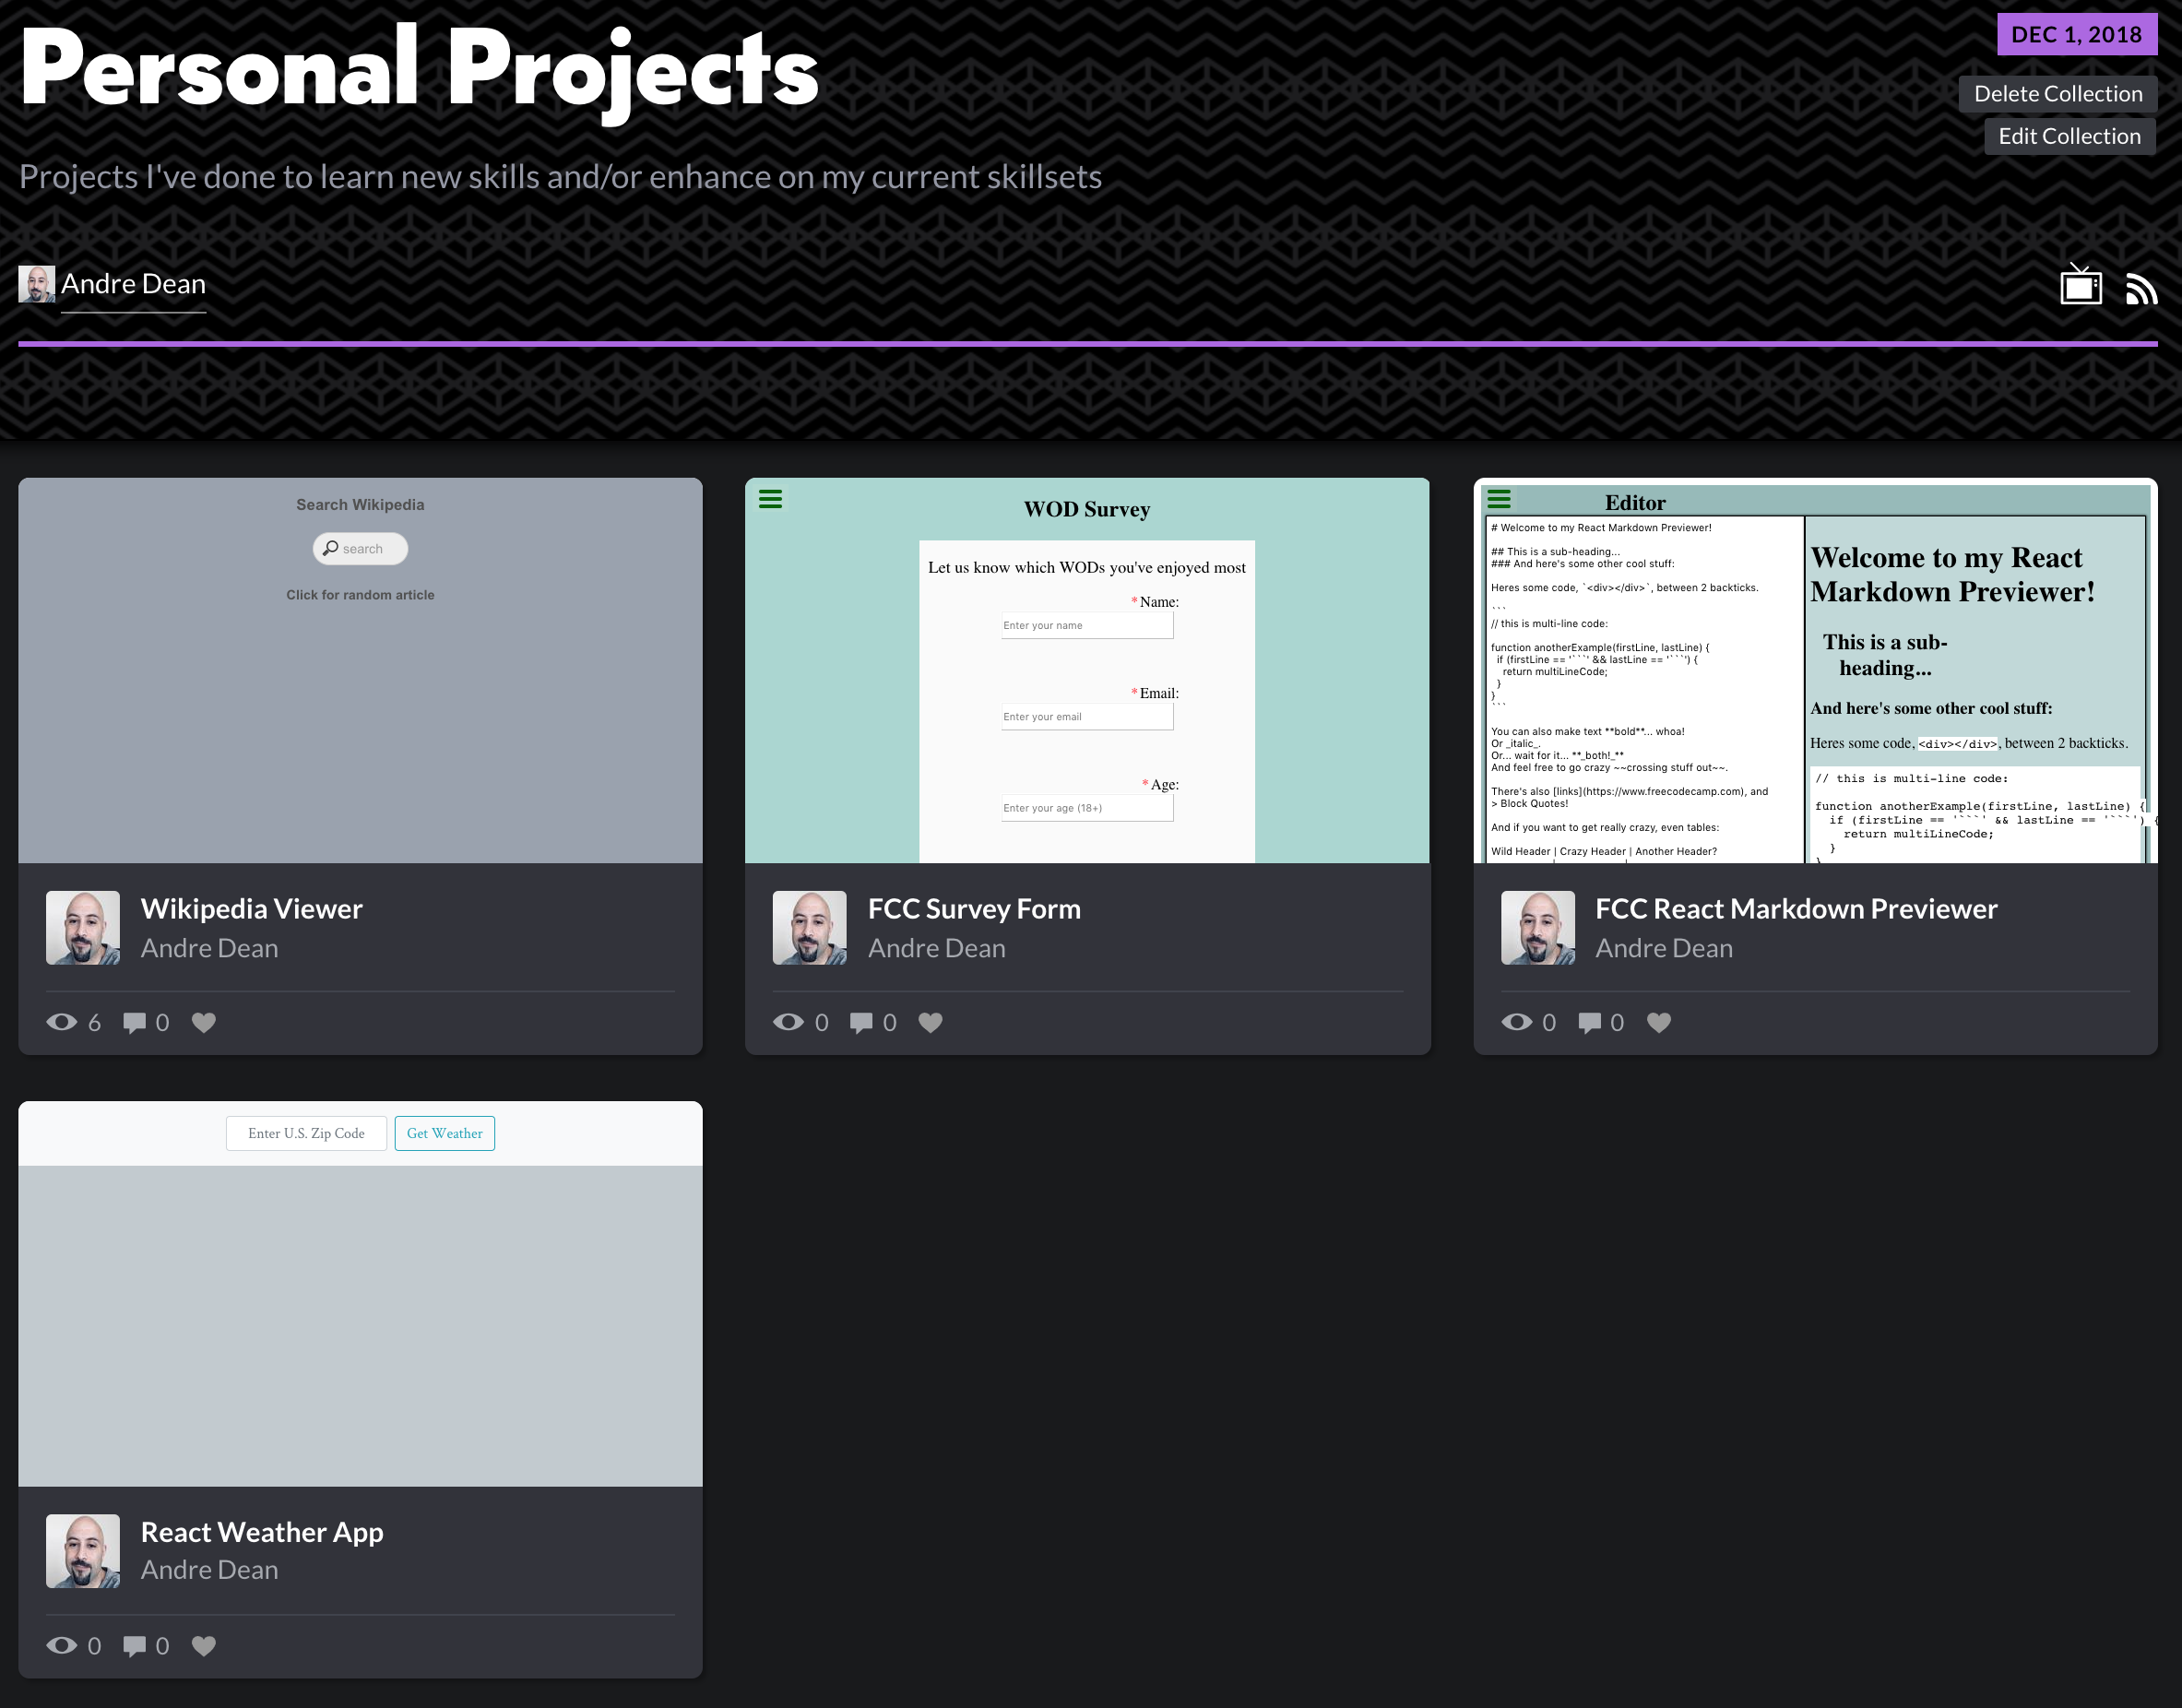 Personal Projects
DEC 1, 2018
Delete Collection
Edit Collection
Projects I've done to learn new skills and/or enhance on my current skillsets
Andre Dean
Search Wikipedia
search
Click for random article
Wikipedia Viewer
Andre Dean
6 0
WOD Survey
Let us know which WODs you've enjoyed most
*Name:
Enter your name
*Email:
Enter your email
*Age:
Enter your age (18+)
FCC Survey Form
Andre Dean
0 0
Editor
# Welcome to my React Markdown Previewer!
## This is a sub-heading...
### And here's some other cool stuff:
Heres some code, `<div></div>`, between 2 backticks.
```
// this is multi-line code:
function anotherExample(firstLine, lastLine) {
if (firstLine == '```' && lastLine == '```') {
return multiLineCode;
}
}
```
You can also make text **bold**... whoa!
Or _italic_.
Or... wait for it... **_both!_**
And feel free to go crazy ~~crossing stuff out~~.
There's also [links](https://www.freecodecamp.com), and
> Block Quotes!
And if you want to get really crazy, even tables:
Wild Header | Crazy Header | Another Header?
Welcome to my React
Markdown Previewer!
This is a sub-
heading...
And here's some other cool stuff:
Heres some code, <div></div>, between 2 backticks.
// this is multi-line code:
function anotherExample(firstLine, lastLine) {
if (firstLine == '```' && lastLine == '```') {
return multiLineCode;
}
}
FCC React Markdown Previewer
Andre Dean
0 0
Enter U.S. Zip Code
Get Weather
React Weather App
Andre Dean
0 0